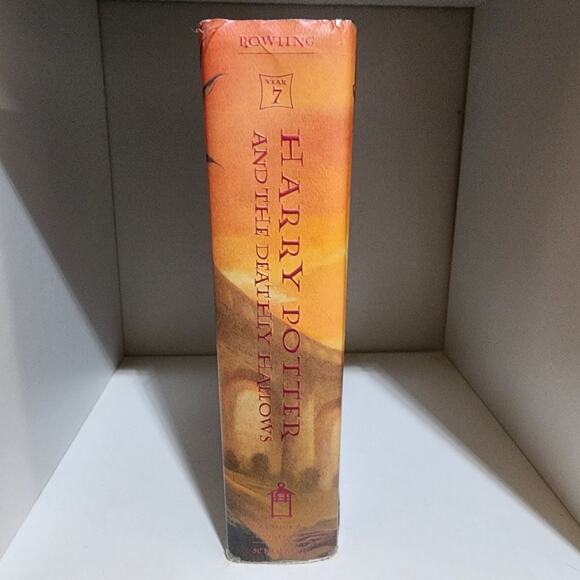 ROWLING
YEAR
7
HARRY POTTER
AND THE DEATHLY HALLOWS